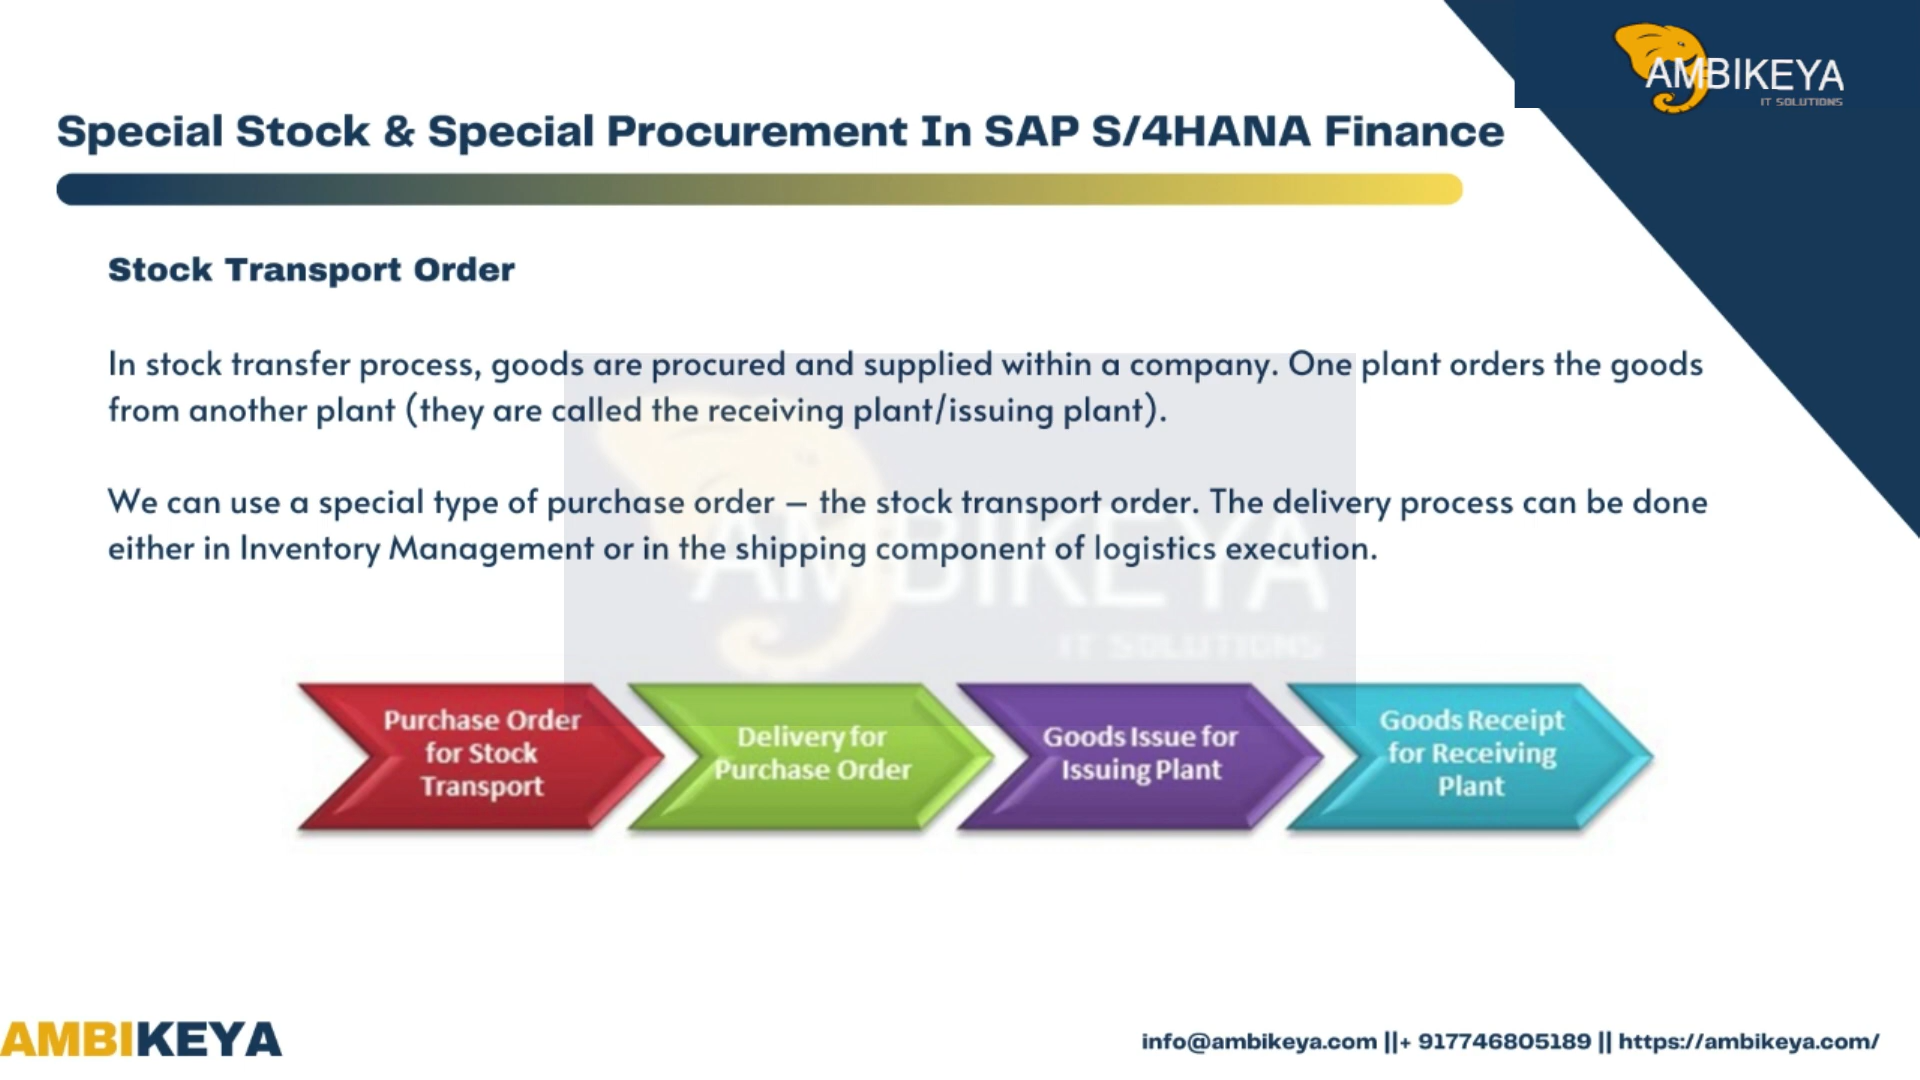 AMBIKEYA
IT SOLUTIONS
Special Stock & Special Procurement In SAP S/4HANA Finance
Stock Transport Order
In stock transfer process, goods are procured and supplied within a company. One plant orders the goods
from another plant (they are called the receiving plant/issuing plant).
We can use a special type of purchase order – the stock transport order. The delivery process can be done
either in Inventory Management or in the shipping component of logistics execution.
AMBIKEYA
IT SOLUTIONS
Purchase Order
for Stock
Transport
Delivery for
Purchase Order
Goods Issue for
Issuing Plant
Goods Receipt
for Receiving
Plant
AMBIKEYA
info@ambikeya.com ||+ 917746805189 || https://ambikeya.com/